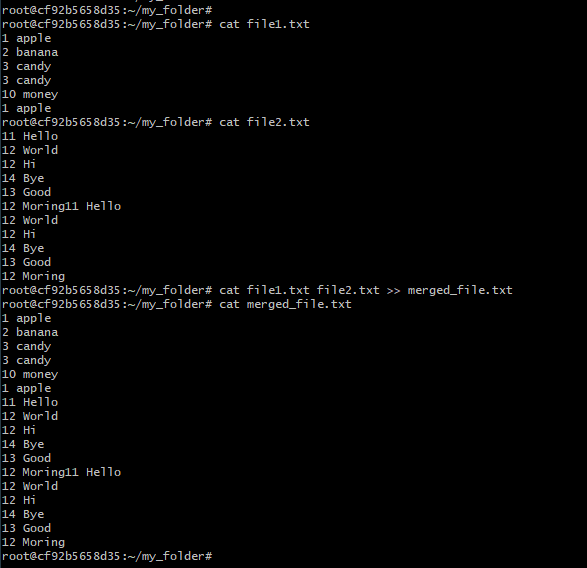 root@cf92b5658d35:~/my_folder#
root@cf92b5658d35:~/my_folder# cat file1.txt
1 apple
2 banana
3 candy
3 candy
10 money
1 apple
root@cf92b5658d35:~/my_folder# cat file2.txt
11 Hello
12 World
12 Hi
14 Bye
13 Good
12 Moring11 Hello
12 World
12 Hi
14 Bye
13 Good
12 Moring
root@cf92b5658d35:~/my_folder# cat file1.txt file2.txt >> merged_file.txt
root@cf92b5658d35:~/my_folder# cat merged_file.txt
1 apple
2 banana
3 candy
3 candy
10 money
1 apple
11 Hello
12 World
12 Hi
14 Bye
13 Good
12 Moring11 Hello
12 World
12 Hi
14 Bye
13 Good
12 Moring
root@cf92b5658d35:~/my_folder#